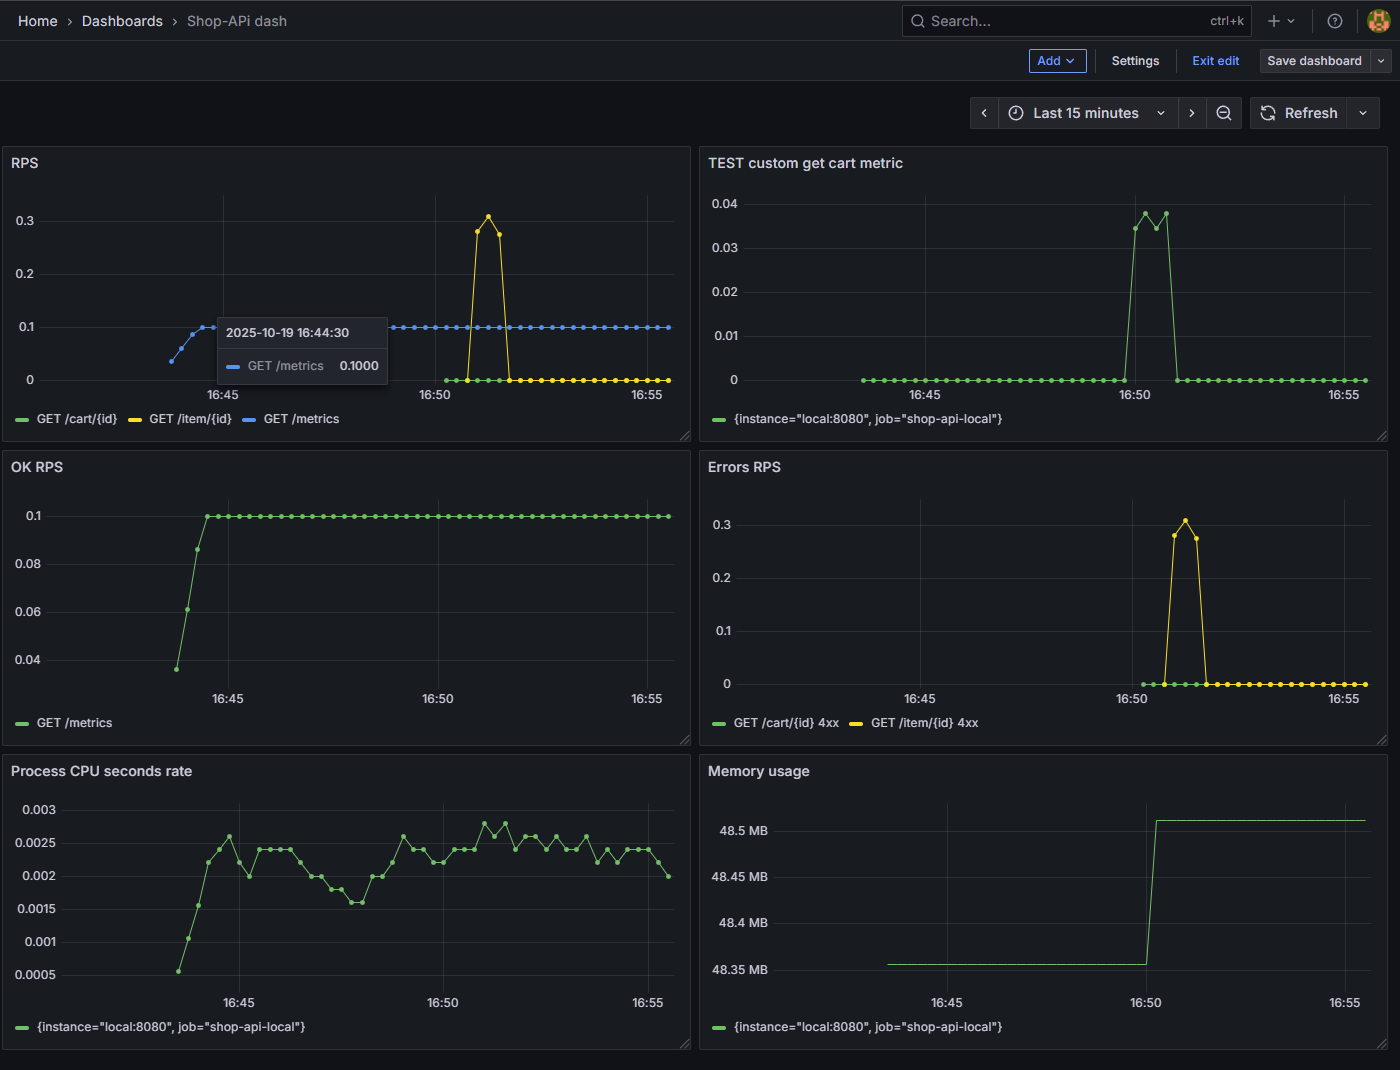 Home › Dashboards › Shop-APi dash
Search... ctrl+k
Add Settings Exit edit Save dashboard
Last 15 minutes Refresh
RPS
0.3
0.2
0.1
0
2025-10-19 16:44:30
GET /metrics 0.1000
16:45 16:50 16:55
GET /cart/{id} GET /item/{id} GET /metrics
TEST custom get cart metric
0.04
0.03
0.02
0.01
0
16:45 16:50 16:55
{instance="local:8080", job="shop-api-local"}
OK RPS
0.1
0.08
0.06
0.04
16:45 16:50 16:55
GET /metrics
Errors RPS
0.3
0.2
0.1
0
16:45 16:50 16:55
GET /cart/{id} 4xx GET /item/{id} 4xx
Process CPU seconds rate
0.003
0.0025
0.002
0.0015
0.001
0.0005
16:45 16:50 16:55
{instance="local:8080", job="shop-api-local"}
Memory usage
48.5 MB
48.45 MB
48.4 MB
48.35 MB
16:45 16:50 16:55
{instance="local:8080", job="shop-api-local"}